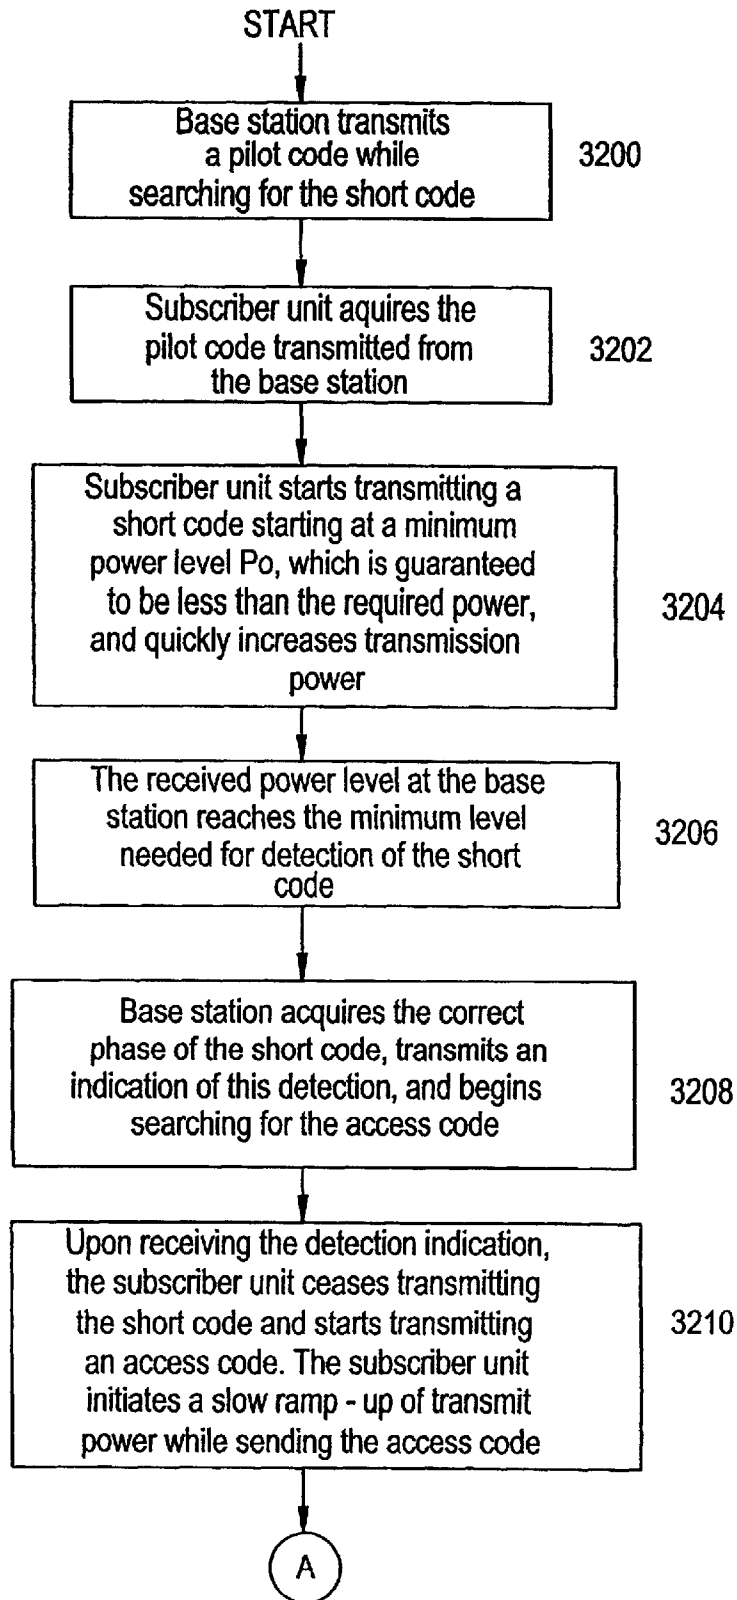 START
Base station transmits
a pilot code while
searching for the short code
3200
Subscriber unit aquires the
pilot code transmitted from
the base station
3202
Subscriber unit starts transmitting a
short code starting at a minimum
power level Po, which is guaranteed
to be less than the required power,
and quickly increases transmission
power
3204
The received power level at the base
station reaches the minimum level
needed for detection of the short
code
3206
Base station acquires the correct
phase of the short code, transmits an
indication of this detection, and begins
searching for the access code
3208
Upon receiving the detection indication,
the subscriber unit ceases transmitting
the short code and starts transmitting
an access code. The subscriber unit
initiates a slow ramp - up of transmit
power while sending the access code
3210
A